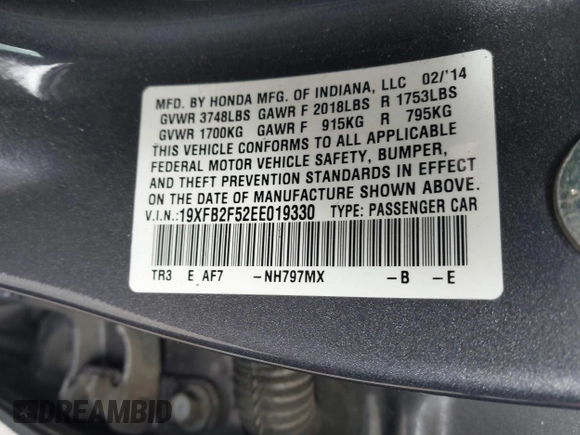 MFD. BY HONDA MFG. OF INDIANA, LLC 02/'14
GVWR 3748LBS GAWR F 2018LBS R 1753LBS
GVWR 1700KG GAWR F 915KG R 795KG
THIS VEHICLE CONFORMS TO ALL APPLICABLE
FEDERAL MOTOR VEHICLE SAFETY, BUMPER,
AND THEFT PREVENTION STANDARDS IN EFFECT
ON THE DATE OF MANUFACTURE SHOWN ABOVE.
V.I.N.:19XFB2F52EE019330 TYPE: PASSENGER CAR
TR3 E AF7 -NH797MX -B -E
DREAMBID